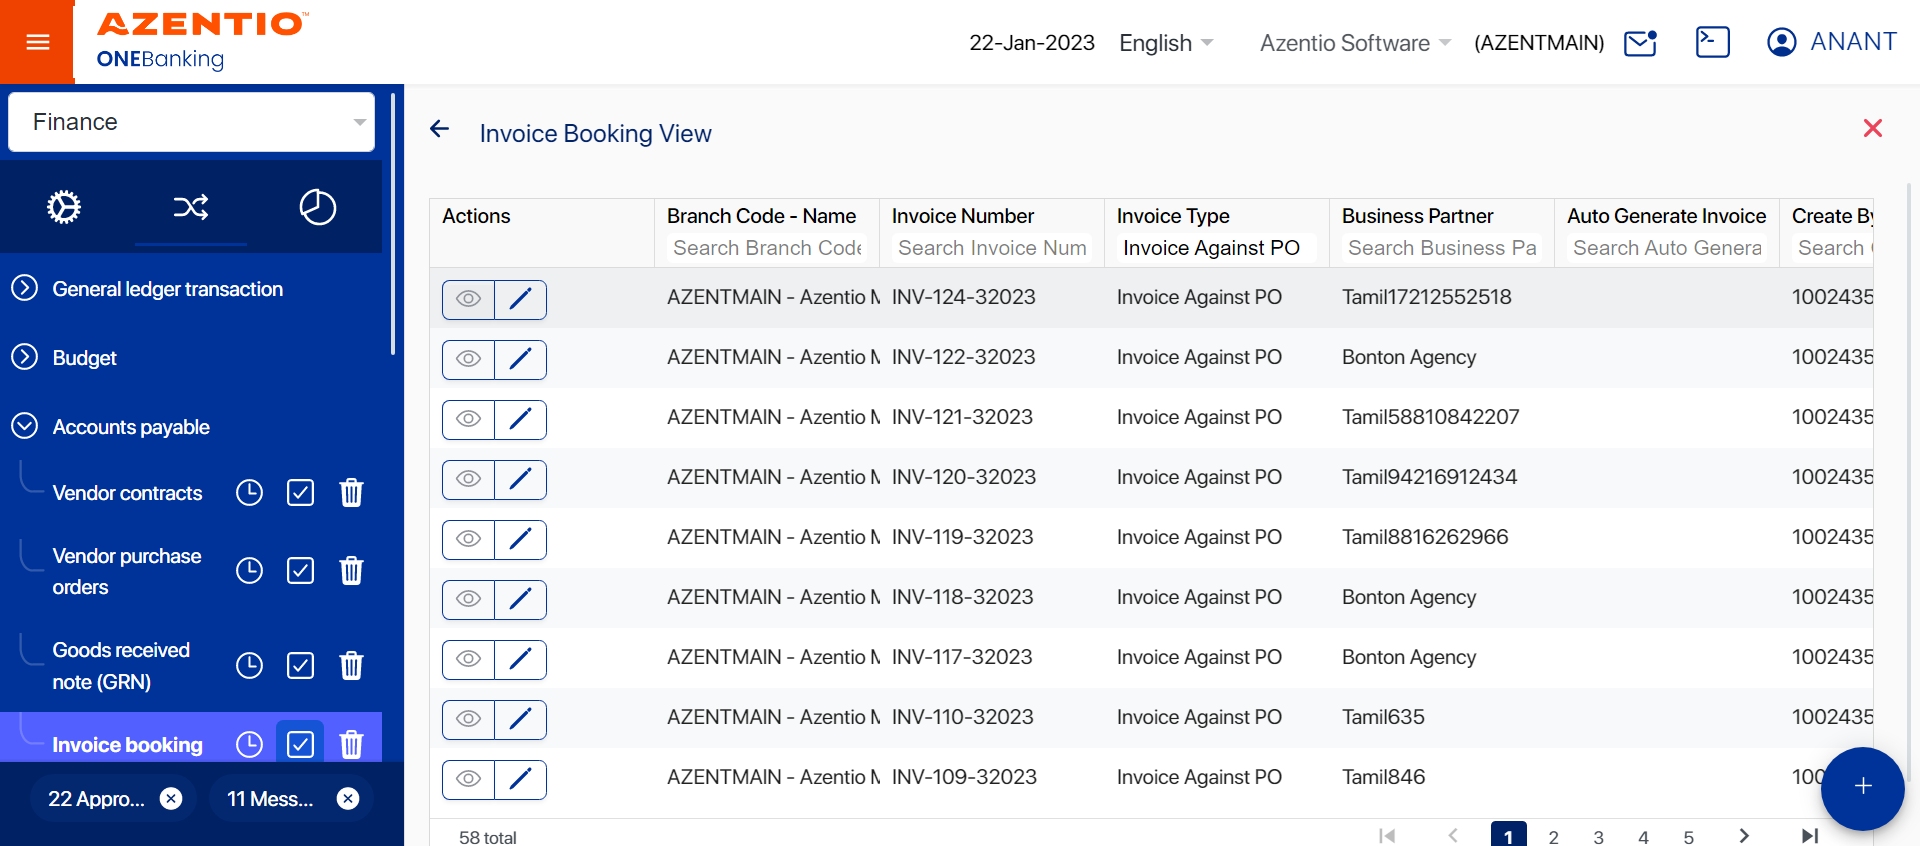 AZENTIO™
ONEBanking
22-Jan-2023 English Azentio Software (AZENTMAIN) ANANT
Finance
General ledger transaction
Budget
Accounts payable
Vendor contracts
Vendor purchase
orders
Goods received
note (GRN)
Invoice booking
22 Appro...
11 Mess...
Invoice Booking View
Actions Branch Code - Name Invoice Number Invoice Type Business Partner Auto Generate Invoice Create By
Search Branch Code Search Invoice Num Invoice Against PO Search Business Pa Search Auto Genera Search
AZENTMAIN - Azentio M INV-124-32023 Invoice Against PO Tamil17212552518 1002435
AZENTMAIN - Azentio M INV-122-32023 Invoice Against PO Bonton Agency 1002435
AZENTMAIN - Azentio M INV-121-32023 Invoice Against PO Tamil58810842207 1002435
AZENTMAIN - Azentio M INV-120-32023 Invoice Against PO Tamil94216912434 1002435
AZENTMAIN - Azentio M INV-119-32023 Invoice Against PO Tamil8816262966 1002435
AZENTMAIN - Azentio M INV-118-32023 Invoice Against PO Bonton Agency 1002435
AZENTMAIN - Azentio M INV-117-32023 Invoice Against PO Bonton Agency 1002435
AZENTMAIN - Azentio M INV-110-32023 Invoice Against PO Tamil635 1002435
AZENTMAIN - Azentio M INV-109-32023 Invoice Against PO Tamil846 100
58 total 1 2 3 4 5